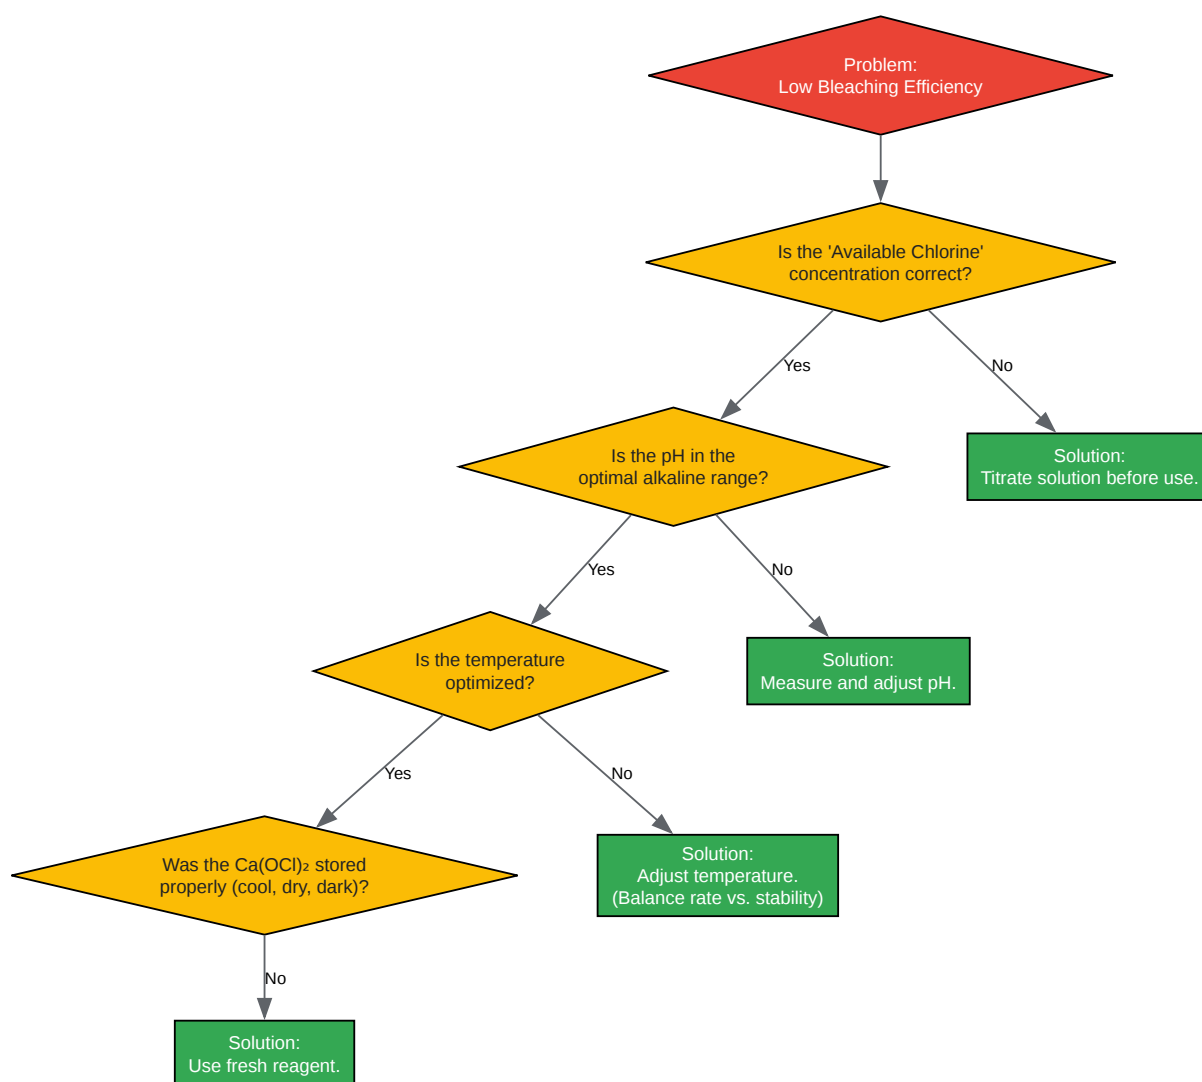 Problem:
Low Bleaching Efficiency
Is the 'Available Chlorine'
concentration correct?
Yes
No
Is the pH in the
optimal alkaline range?
Solution:
Titrate solution before use.
Yes
No
Is the temperature
optimized?
Solution:
Measure and adjust pH.
Yes
No
Was the Ca(OCl)₂ stored
properly (cool, dry, dark)?
Solution:
Adjust temperature.
(Balance rate vs. stability)
No
Solution:
Use fresh reagent.